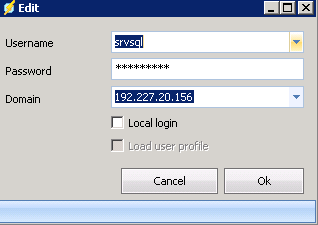 Edit
Username srvsql
Password *********
Domain 192.227.20.156
Local login
Load user profile
Cancel Ok